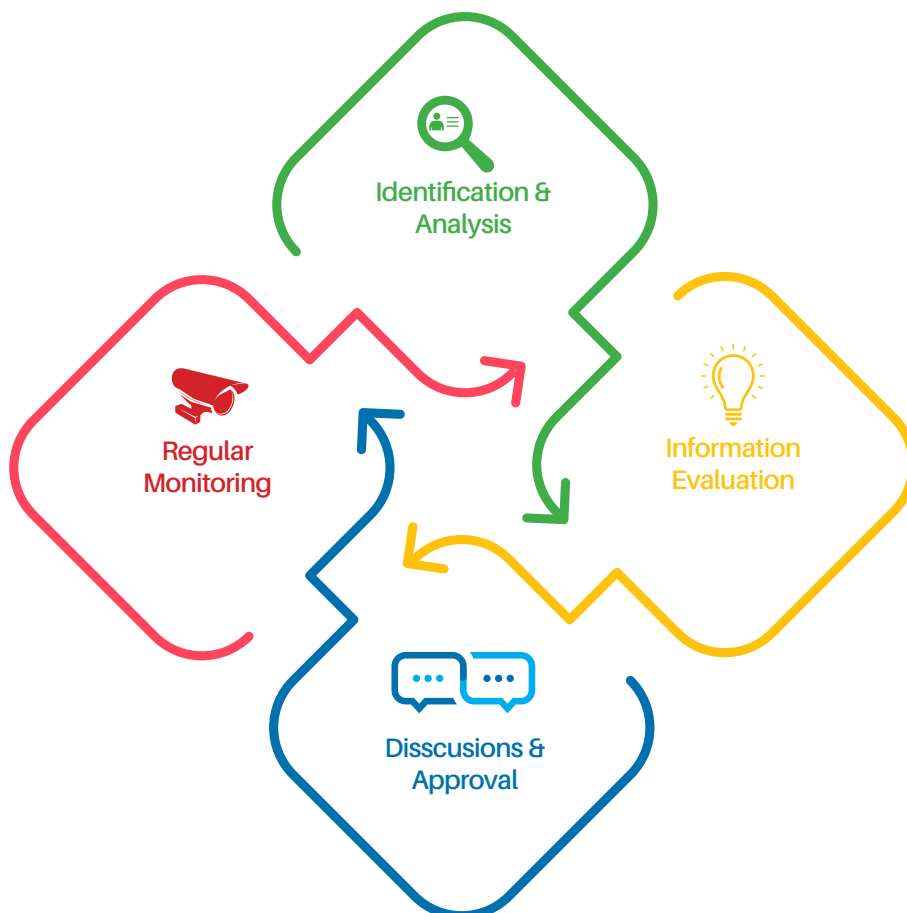 Identification &
Analysis
Information
Evaluation
Regular
Monitoring
Disscusions &
Approval